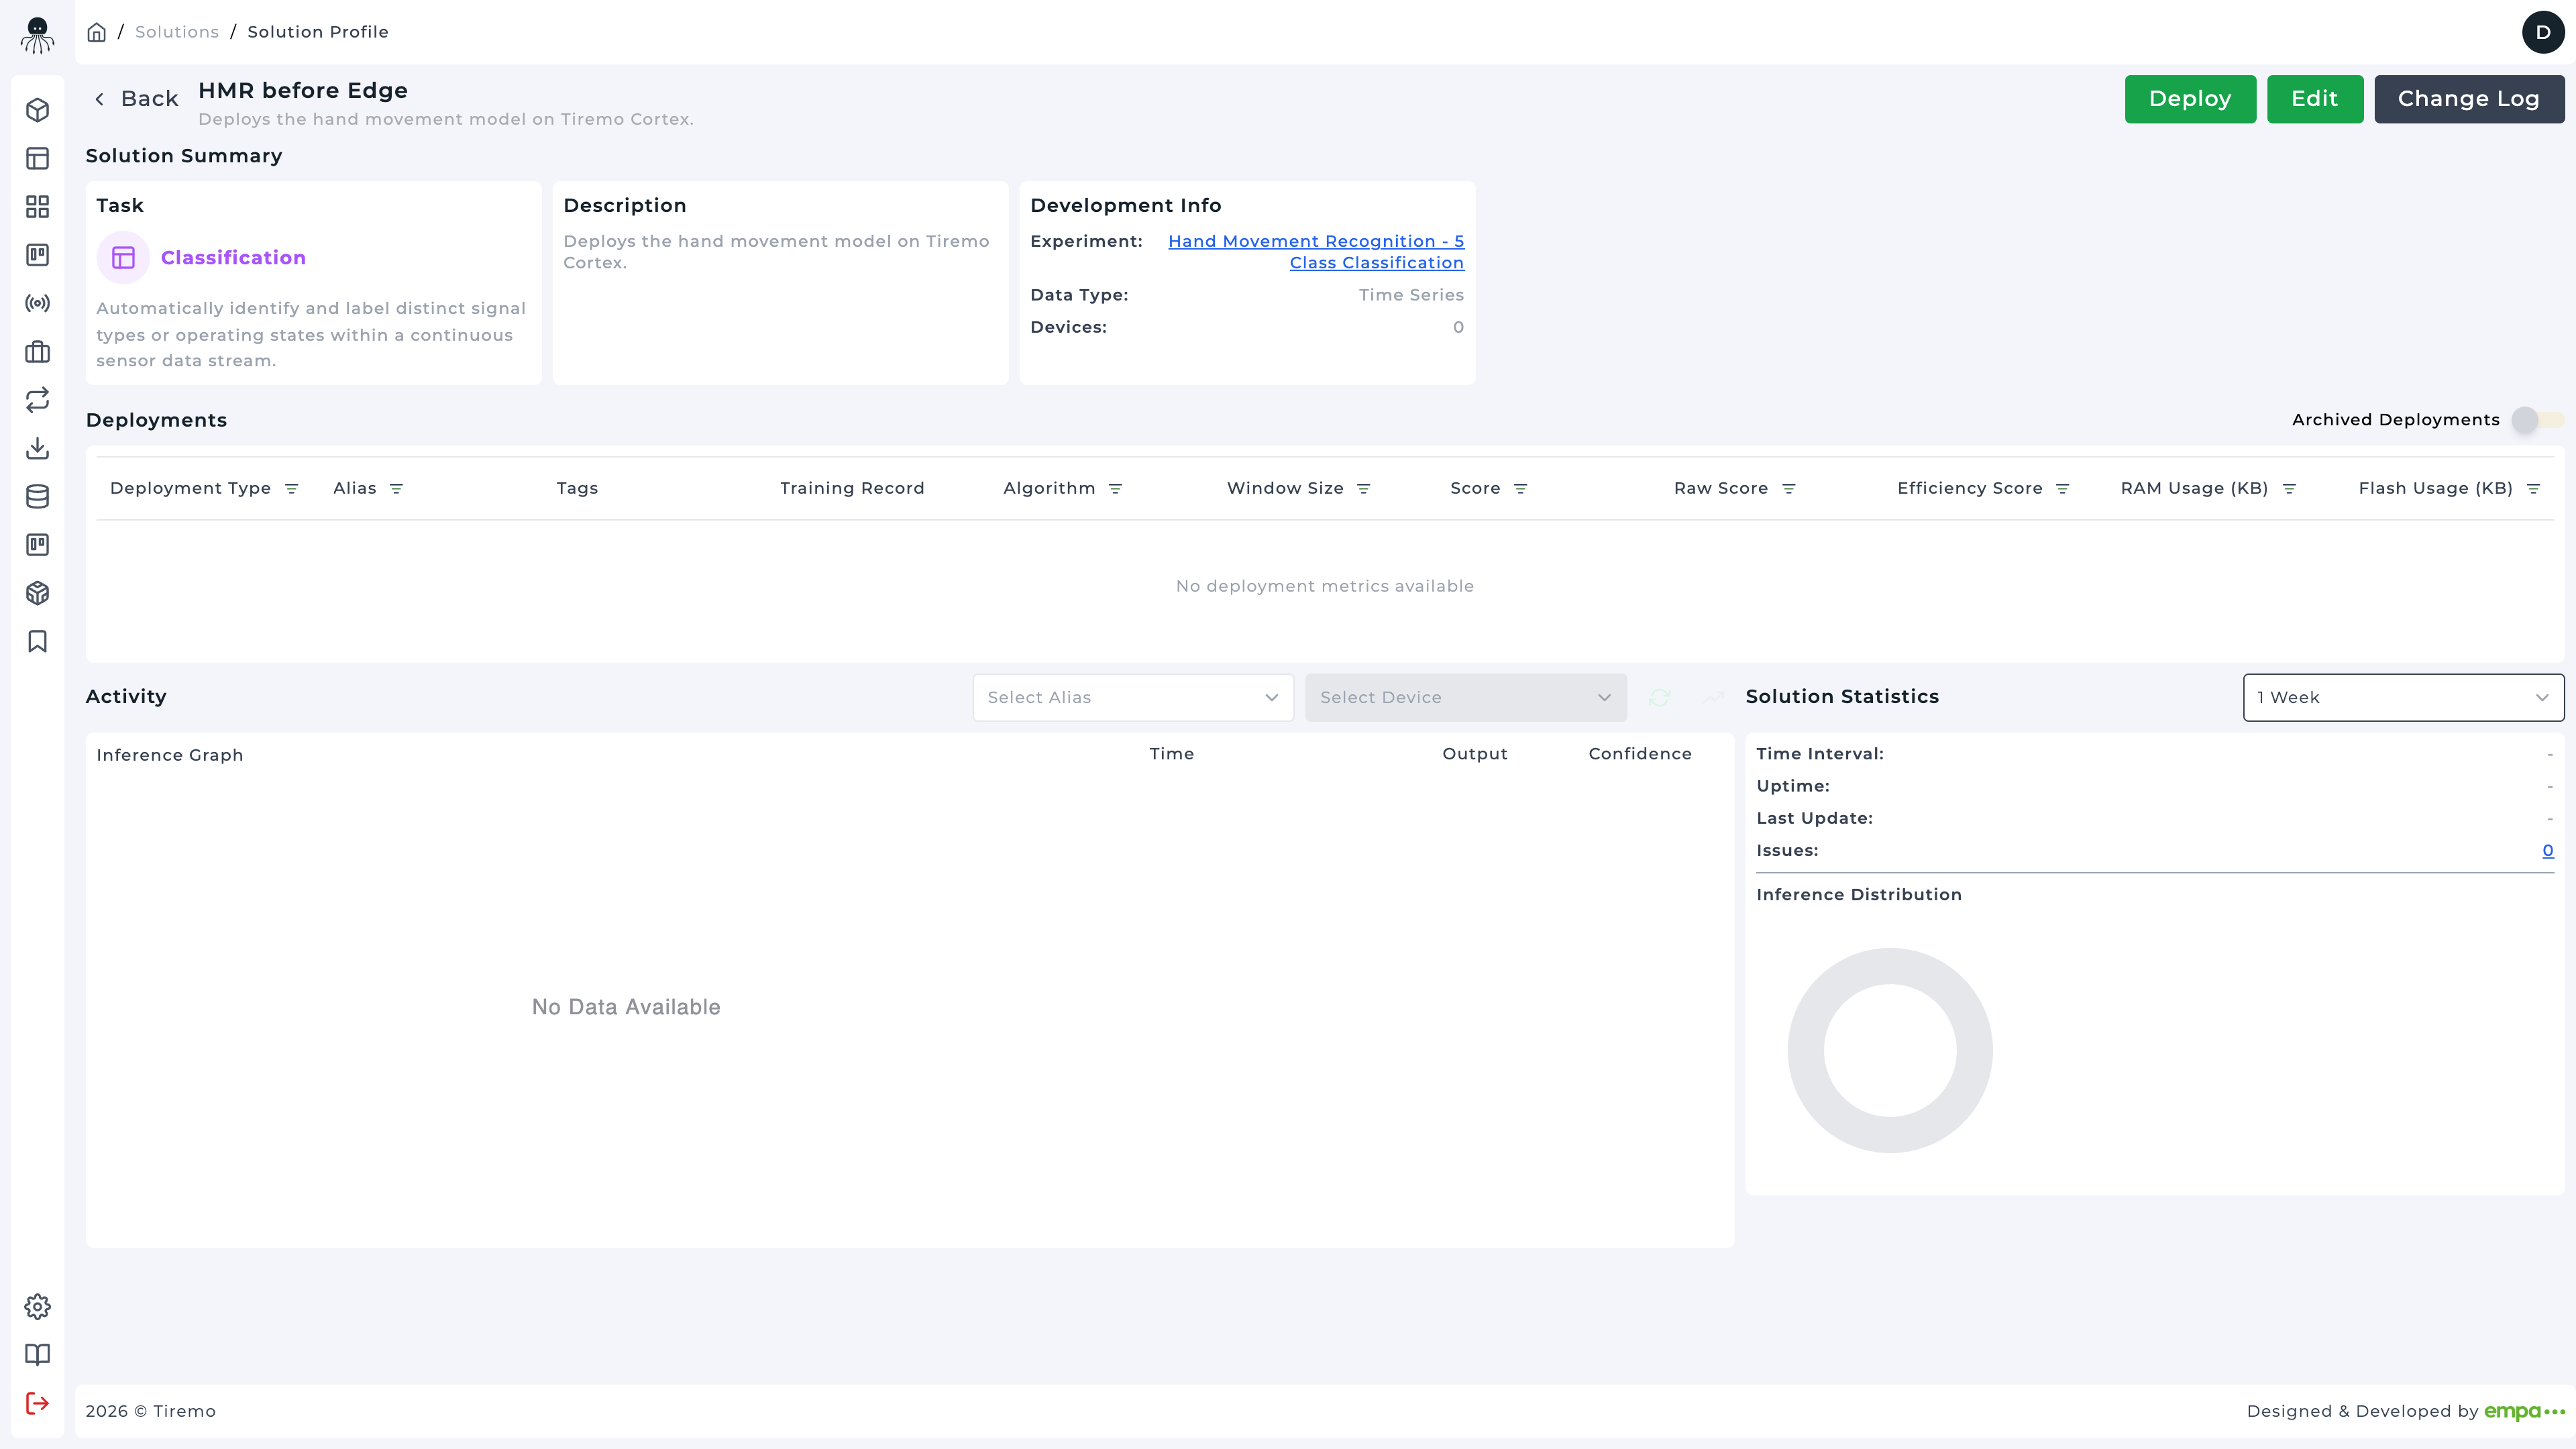 / Solutions / Solution Profile
D
Back
HMR before Edge
Deploys the hand movement model on Tiremo Cortex.
Deploy
Edit
Change Log
Solution Summary
Task
Classification
Automatically identify and label distinct signal
types or operating states within a continuous
sensor data stream.
Description
Deploys the hand movement model on Tiremo
Cortex.
Development Info
Experiment: Hand Movement Recognition - 5
Class Classification
Data Type: Time Series
Devices: 0
Deployments
Archived Deployments
Deployment Type Alias Tags Training Record Algorithm Window Size Score Raw Score Efficiency Score RAM Usage (KB) Flash Usage (KB)
No deployment metrics available
Activity
Select Alias
Select Device
Inference Graph
Time Output Confidence
No Data Available
Solution Statistics
1 Week
Time Interval: -
Uptime: -
Last Update: -
Issues: 0
Inference Distribution
2026 © Tiremo
Designed & Developed by empa